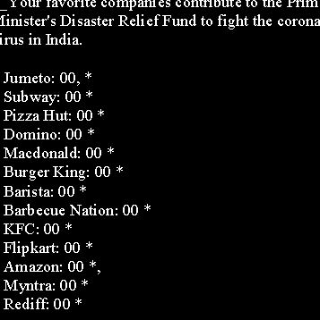 _Your favorite companies contribute to the Prim
Minister's Disaster Relief Fund to fight the corona
irus in India.
Jumeto: 00, *
Subway: 00 *
Pizza Hut: 00 *
Domino: 00 *
Macdonald: 00 *
Burger King: 00 *
Barista: 00 *
Barbecue Nation: 00 *
KFC: 00 *
Flipkart: 00 *
Amazon: 00 *,
Myntra: 00 *
Rediff: 00 *